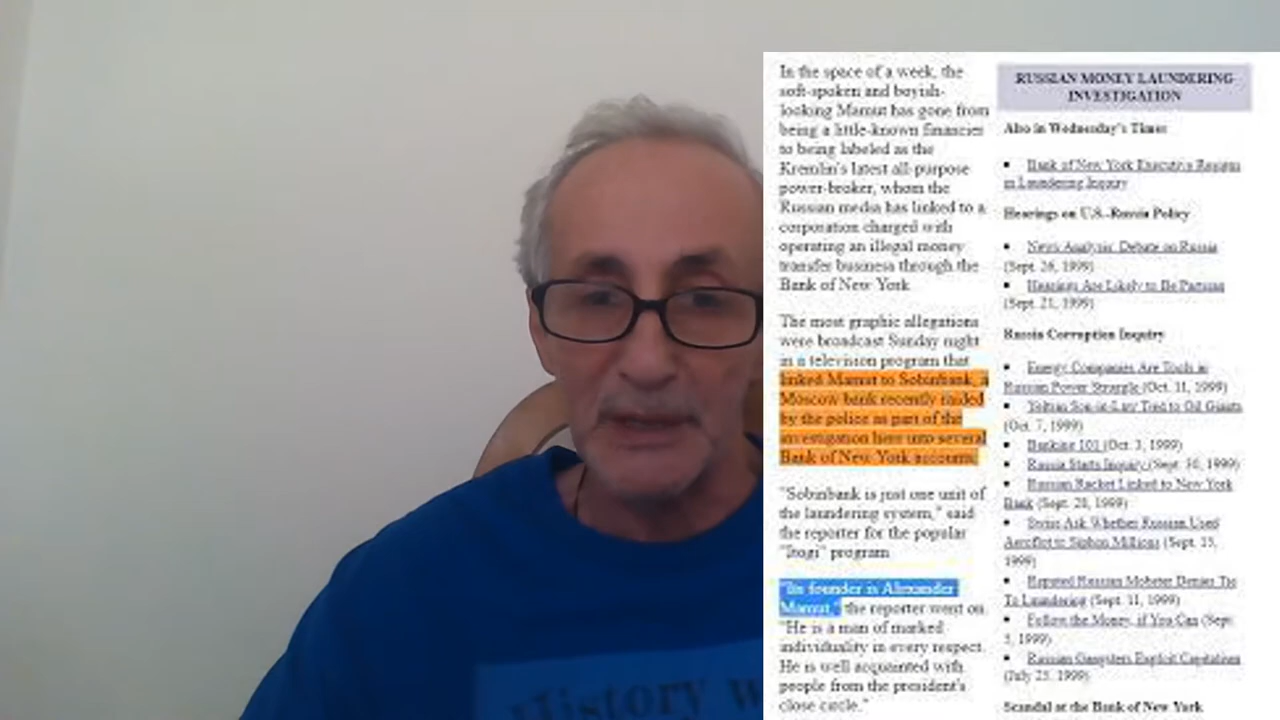 In the space of a week, the
soft-spoken and boyish-
looking Mamut has gone from
being a little-known financier
to being labeled as the
Kremlin's latest all-purpose
power-broker, whom the
Russian media has linked to a
corporation charged with
operating an illegal money
transfer business through the
Bank of New York
The most graphic allegations
were broadcast Sunday night
in a television program that
linked Mamut to Sobinbank, a
Moscow bank recently raided
by the police as part of the
investigation here into several
Bank of New York accounts.
"Sobinbank is just one unit of
the laundering system," said
the reporter for the popular
"Itogi" program
"Its founder is Alexander
Mamut," the reporter went on.
"He is a man of marked
individuality in every respect.
He is well acquainted with
people from the president's
close circle."
RUSSIAN MONEY LAUNDERING
INVESTIGATION
Also in Wednesday's Times
• Bank of New York Executive Resigns
in Laundering Inquiry
Hearings on U.S.-Russia Policy
• News Analysis: Debate on Russia
(Sept. 26, 1999)
• Hearings Are Likely to Be Partisan
(Sept. 21, 1999)
Russia Corruption Inquiry
• Energy Companies Are Tools in
Russian Power Struggle (Oct. 11, 1999)
• Yeltsin Son-in-Law Tied to Oil Giants
(Oct. 7, 1999)
• Banking 101 (Oct. 3, 1999)
• Russia Starts Inquiry (Sept. 30, 1999)
• Russian Racket Linked to New York
Bank (Sept. 28, 1999)
• Swiss Ask Whether Russian Used
Aeroflot to Siphon Millions (Sept. 15,
1999)
• Reputed Russian Mobster Denies Tie
To Laundering (Sept. 11, 1999)
• Follow the Money, if You Can (Sept.
5, 1999)
• Russian Gangsters Exploit Capitalism
(July 25, 1999)
Scandal at the Bank of New York
History w